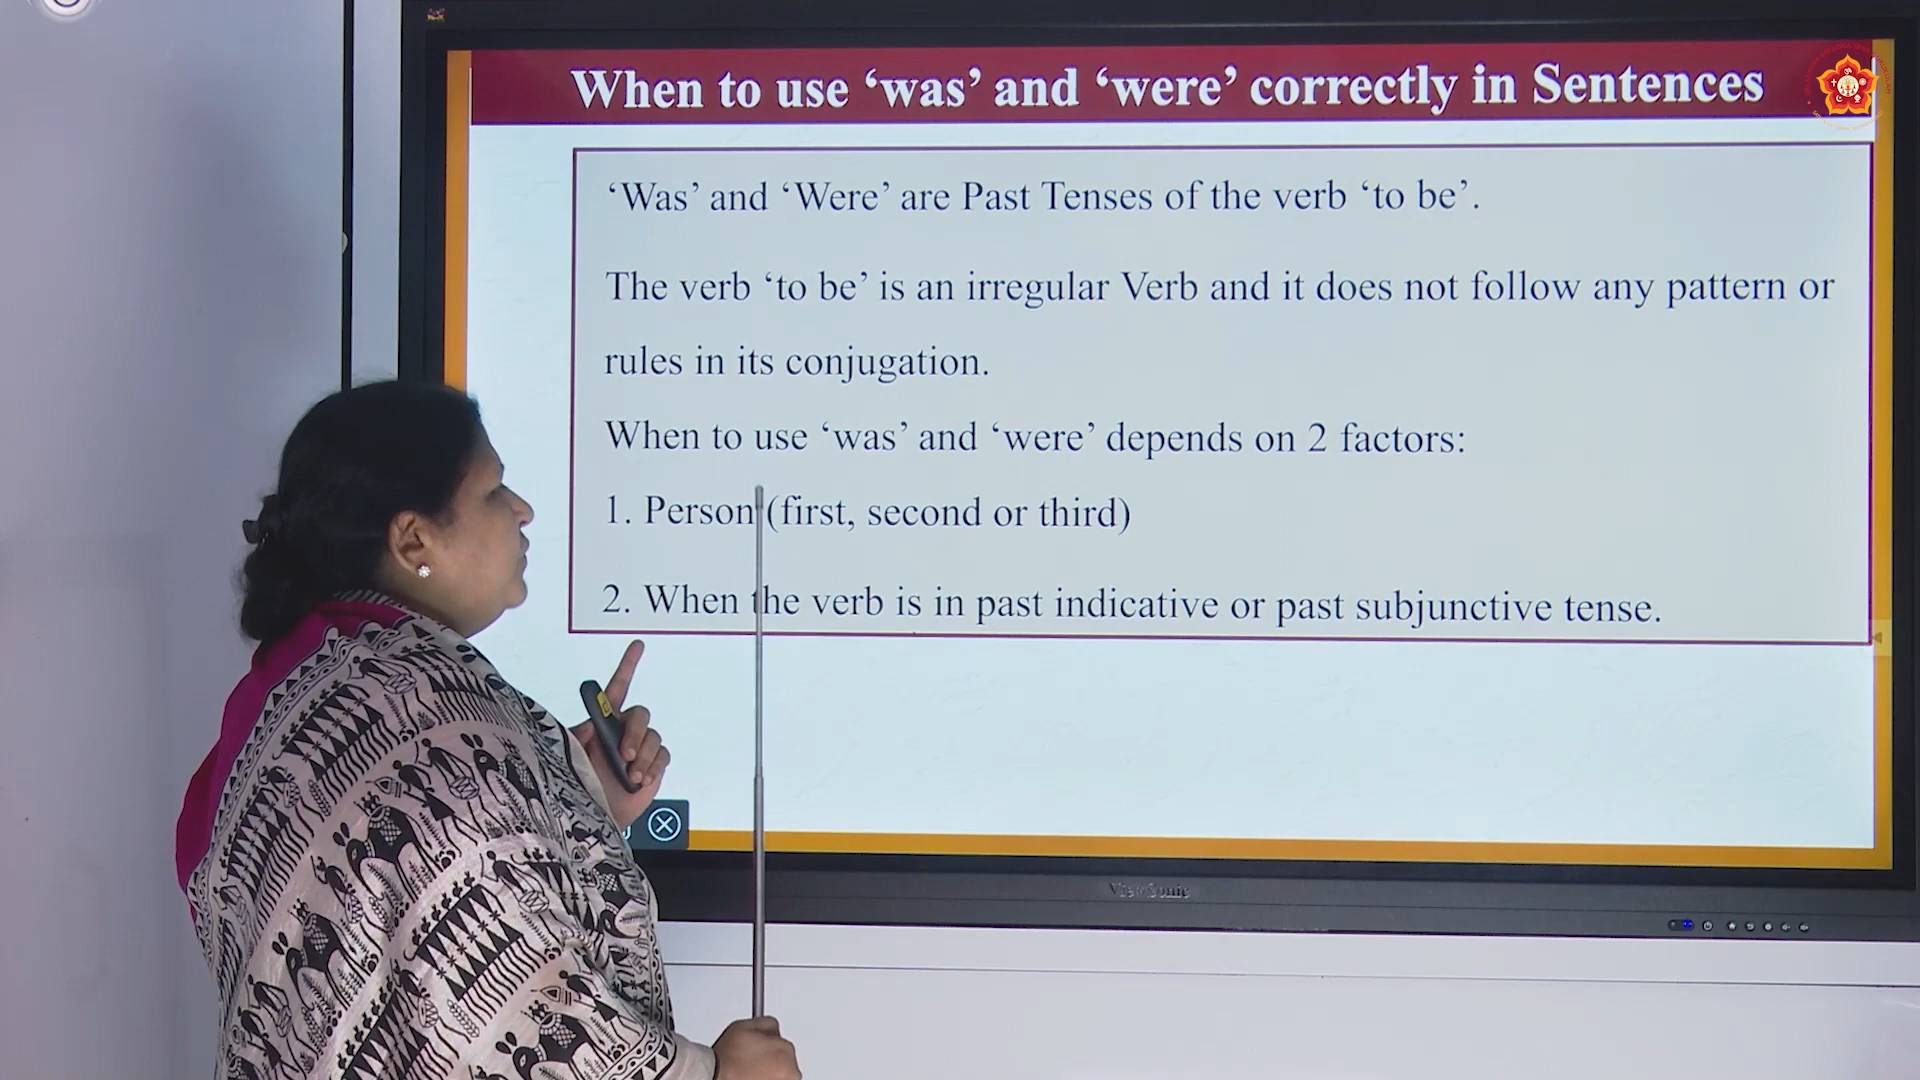 When to use ‘was’ and ‘were’ correctly in Sentences
‘Was’ and ‘Were’ are Past Tenses of the verb ‘to be’.
The verb ‘to be’ is an irregular Verb and it does not follow any pattern or
rules in its conjugation.
When to use ‘was’ and ‘were’ depends on 2 factors:
1. Person (first, second or third)
2. When the verb is in past indicative or past subjunctive tense.
ViewSonic